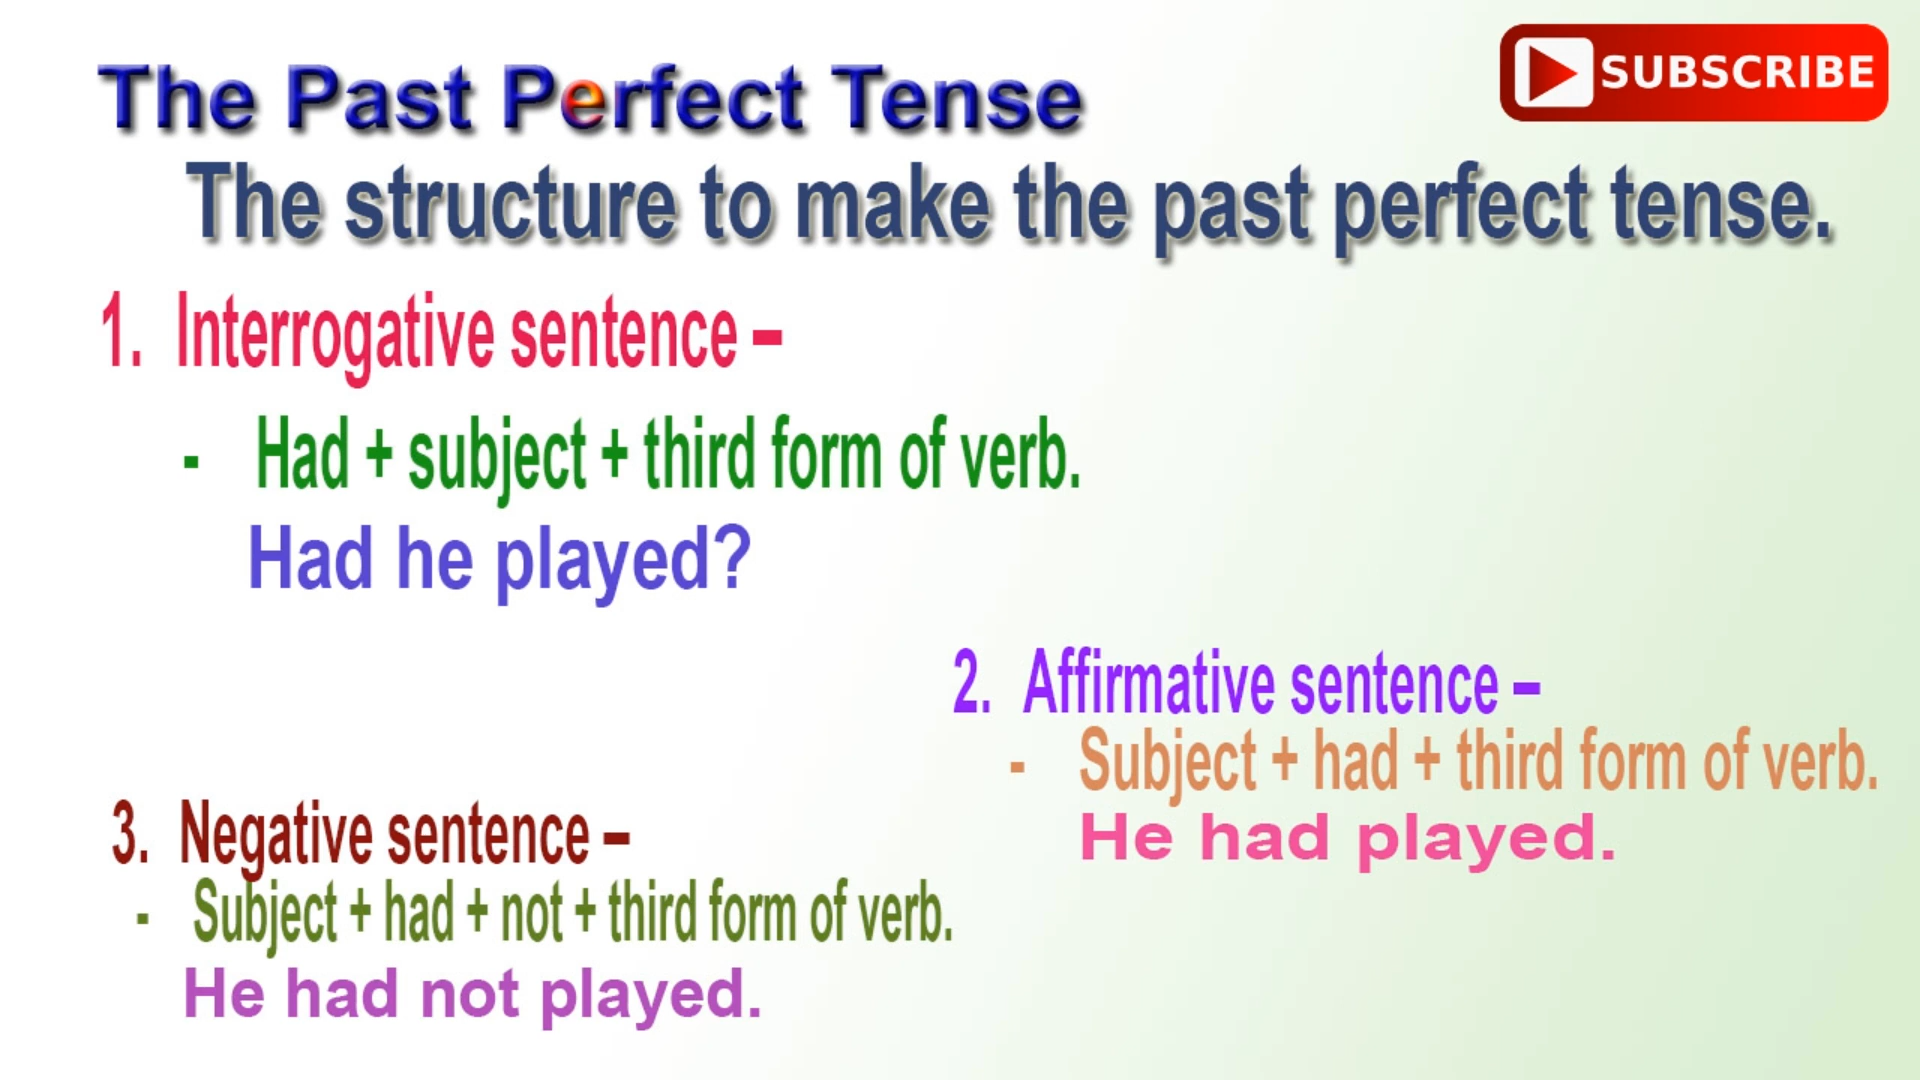 The Past Perfect Tense
SUBSCRIBE
The structure to make the past perfect tense.
1. Interrogative sentence –
- Had + subject + third form of verb.
Had he played?
2. Affirmative sentence –
- Subject + had + third form of verb.
He had played.
3. Negative sentence –
- Subject + had + not + third form of verb.
He had not played.